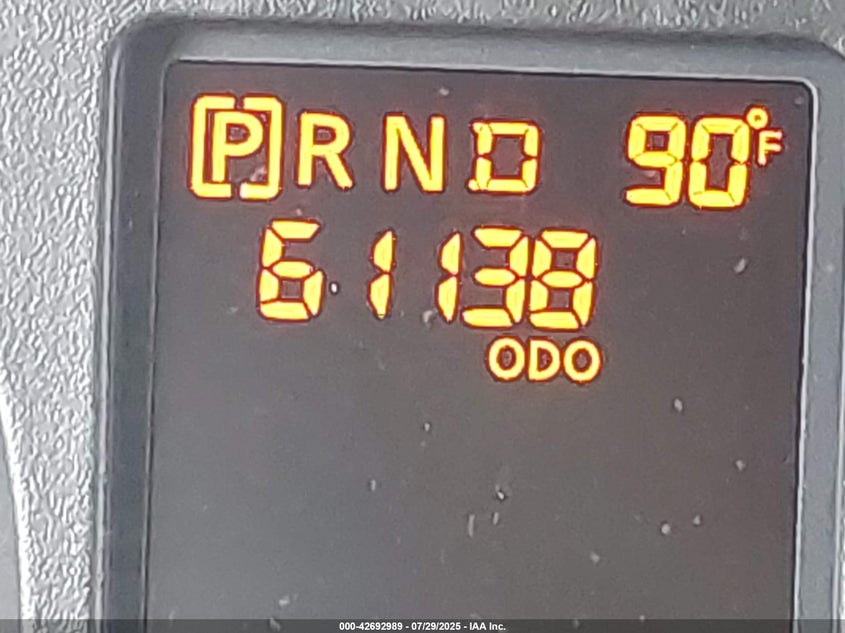 [P] R N D 90°F
61138
ODO
000-42692989 - 07/29/2025 - IAA Inc.